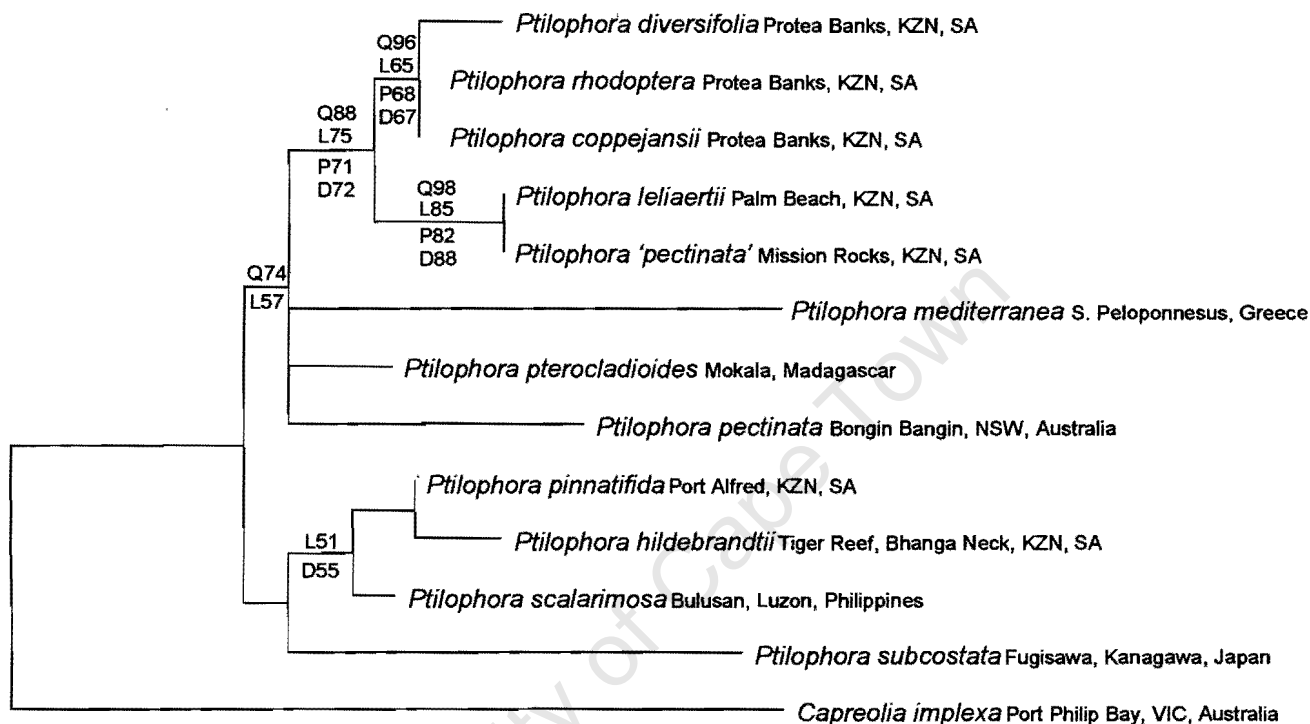 Ptilophora diversifolia Protea Banks, KZN, SA
Q96
L65
P68
D67
Ptilophora rhodoptera Protea Banks, KZN, SA
Q88
L75
P71
D72
Ptilophora coppejansii Protea Banks, KZN, SA
Q98
L85
P82
D88
Ptilophora leliaertii Palm Beach, KZN, SA
Ptilophora 'pectinata' Mission Rocks, KZN, SA
Q74
L57
Ptilophora mediterranea S. Peloponnesus, Greece
Ptilophora pterocladioides Mokala, Madagascar
Ptilophora pectinata Bongin Bangin, NSW, Australia
Ptilophora pinnatifida Port Alfred, KZN, SA
L51
D55
Ptilophora hildebrandtii Tiger Reef, Bhanga Neck, KZN, SA
Ptilophora scalarimosa Bulusan, Luzon, Philippines
Ptilophora subcostata Fugisawa, Kanagawa, Japan
Capreolia implexa Port Philip Bay, VIC, Australia
ity of Cape Town